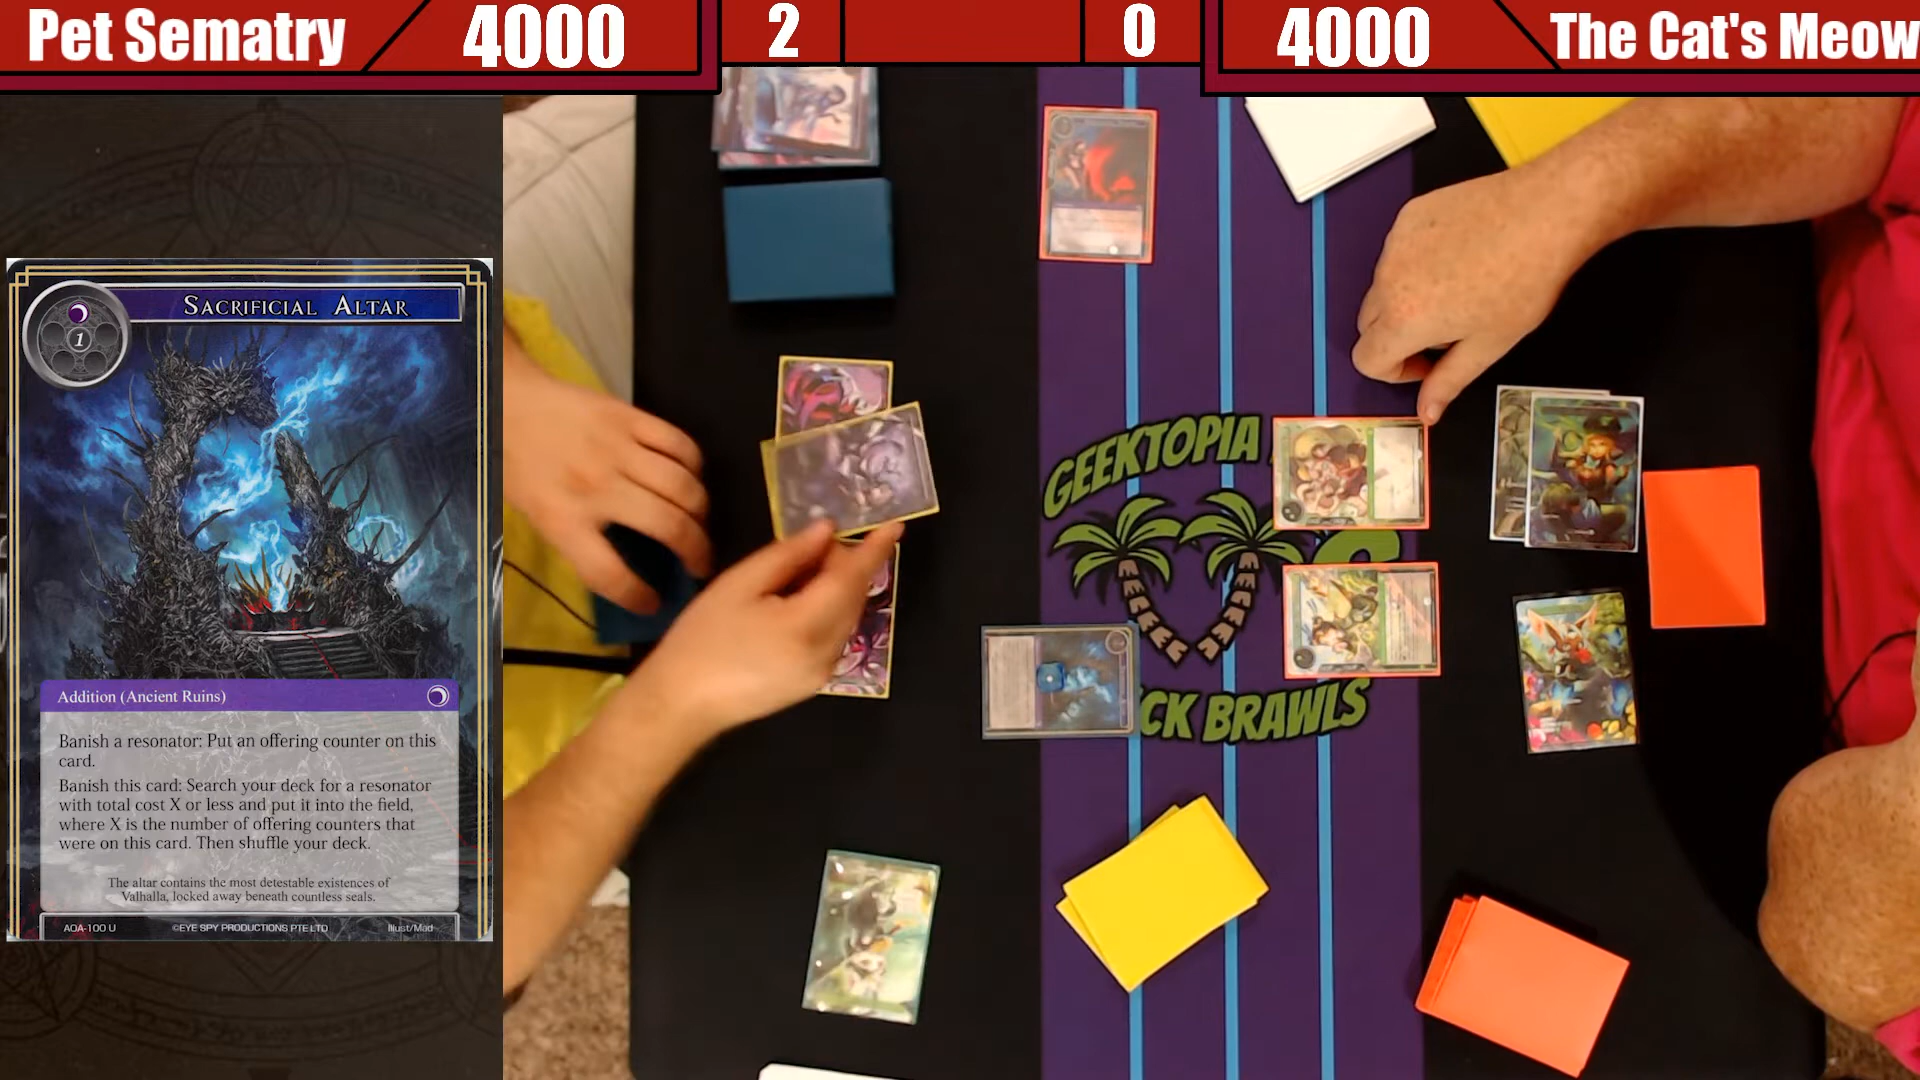 Pet Sematry
4000
2
0
4000
The Cat's Meow
SACRIFICIAL ALTAR
1
Addition (Ancient Ruins)
Banish a resonator: Put an offering counter on this
card.
Banish this card: Search your deck for a resonator
with total cost X or less and put it into the field,
where X is the number of offering counters that
were on this card. Then shuffle your deck.
The altar contains the most detestable existences of
Valhalla, locked away beneath countless seals.
AOA-100 U
©EYE SPY PRODUCTIONS PTE LTD
Illust/Mad
GEEKTOPIA
CK BRAWLS